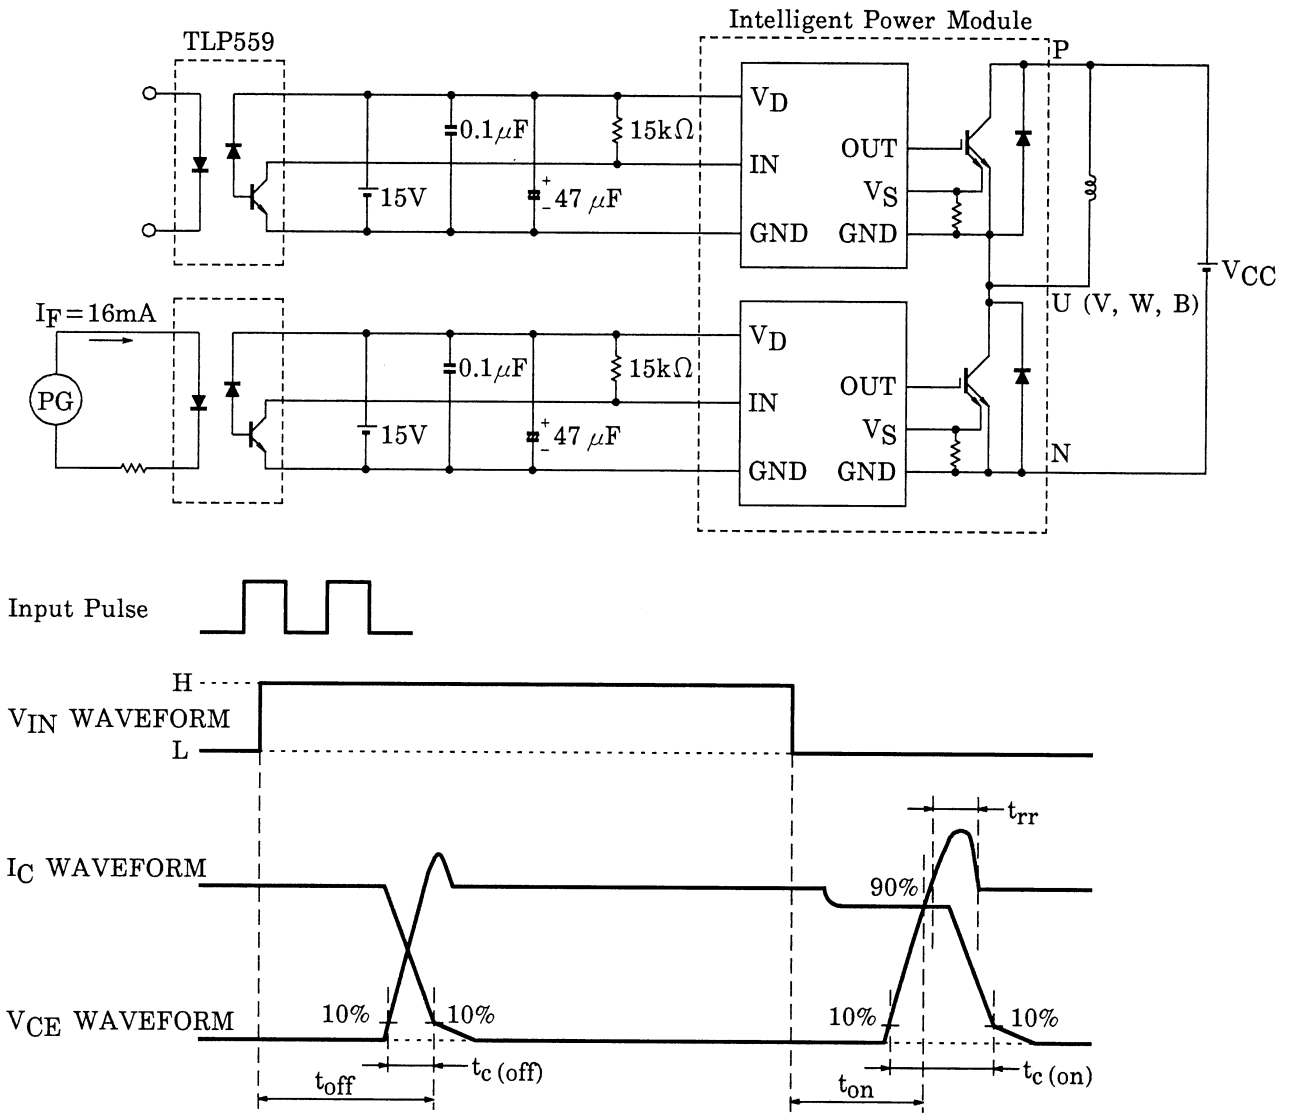 Intelligent Power Module
TLP559
P
VD
0.1μF
15kΩ
OUT
IN
VS
15V
+
− 47 μF
GND
GND
VCC
U (V, W, B)
IF=16mA
VD
0.1μF
15kΩ
OUT
PG
IN
VS
15V
+
− 47 μF
N
GND
GND
Input Pulse
H
VIN WAVEFORM
L
trr
IC WAVEFORM
90%
10%
10%
10%
10%
VCE WAVEFORM
tc (off)
tc (on)
toff
ton